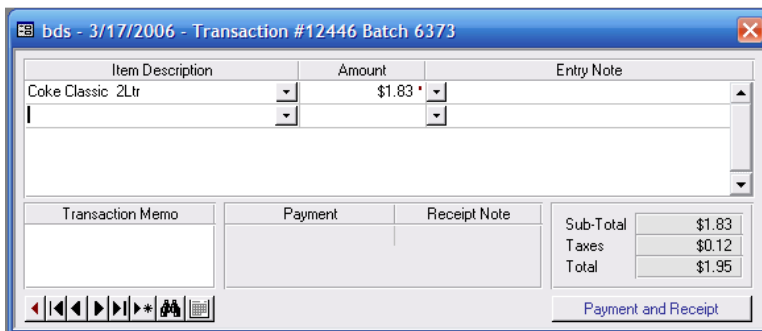 bds - 3/17/2006 - Transaction #12446 Batch 6373
Item Description Amount Entry Note
Coke Classic 2Ltr $1.83
Transaction Memo Payment Receipt Note
Sub-Total $1.83
Taxes $0.12
Total $1.95
Payment and Receipt